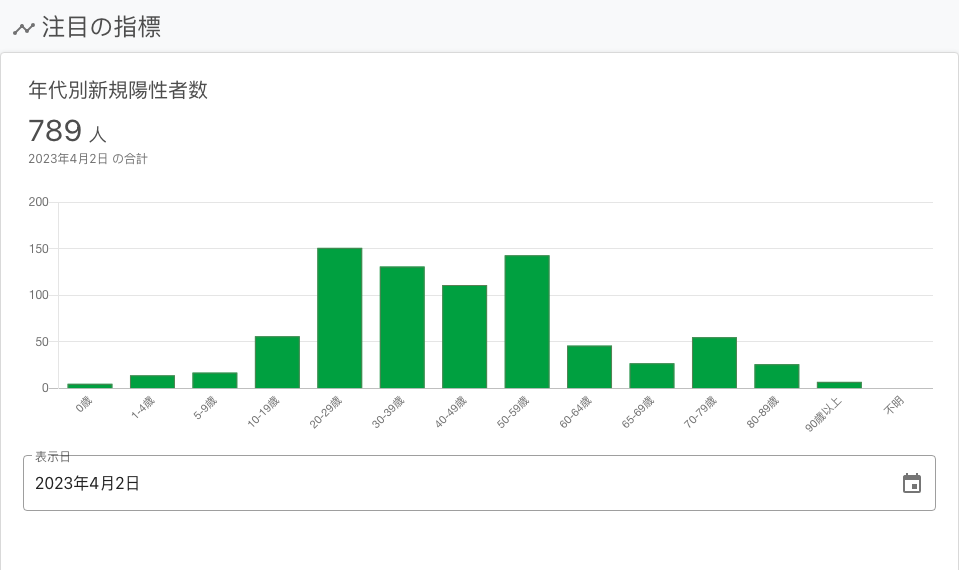 注目の指標
年代別新規陽性者数
789 人
2023年4月2日 の合計
200
150
100
50
0
0歳
1-4歳
5-9歳
10-19歳
20-29歳
30-39歳
40-49歳
50-59歳
60-64歳
65-69歳
70-79歳
80-89歳
90歳以上
不明
表示日
2023年4月2日